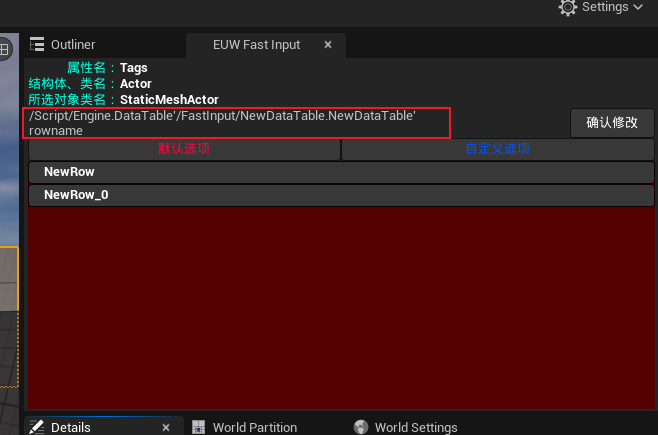 Settings
Outliner
EUW Fast Input
属性名：Tags
结构体、类名：Actor
所选对象类名：StaticMeshActor
/Script/Engine.DataTable'/FastInput/NewDataTable.NewDataTable'
rowname
确认修改
默认选项
自定义选项
NewRow
NewRow_0
Details
World Partition
World Settings